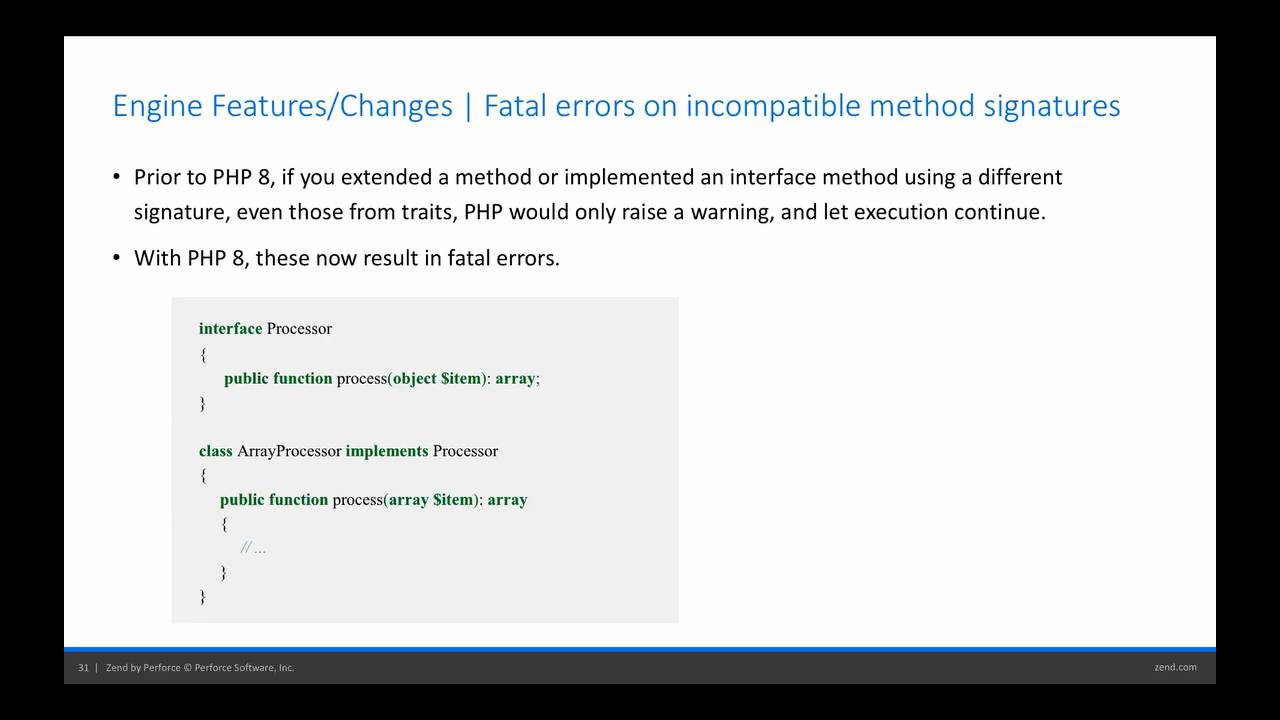 Engine Features/Changes | Fatal errors on incompatible method signatures
• Prior to PHP 8, if you extended a method or implemented an interface method using a different
signature, even those from traits, PHP would only raise a warning, and let execution continue.
• With PHP 8, these now result in fatal errors.
interface Processor
{
public function process(object $item): array;
}
class ArrayProcessor implements Processor
{
public function process(array $item): array
{
// ...
}
}
31 | Zend by Perforce © Perforce Software, Inc.
zend.com